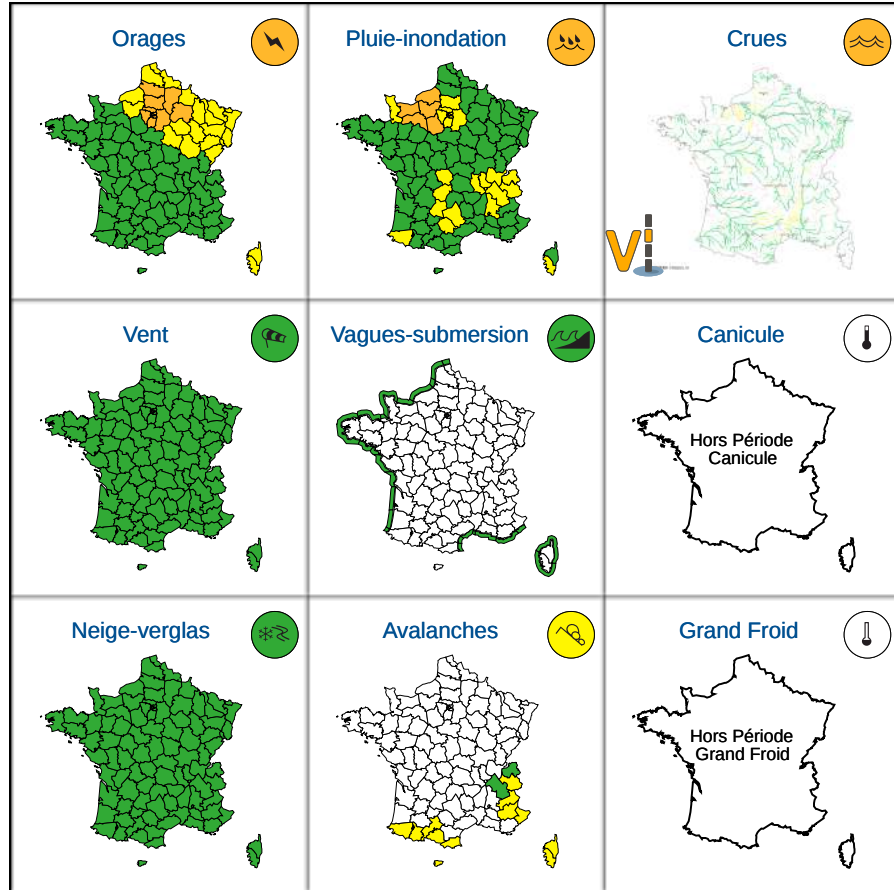 Orages
Pluie-inondation
Crues
Vi
Vent
Vagues-submersion
Canicule
Hors Période
Canicule
Neige-verglas
Avalanches
Grand Froid
Hors Période
Grand Froid